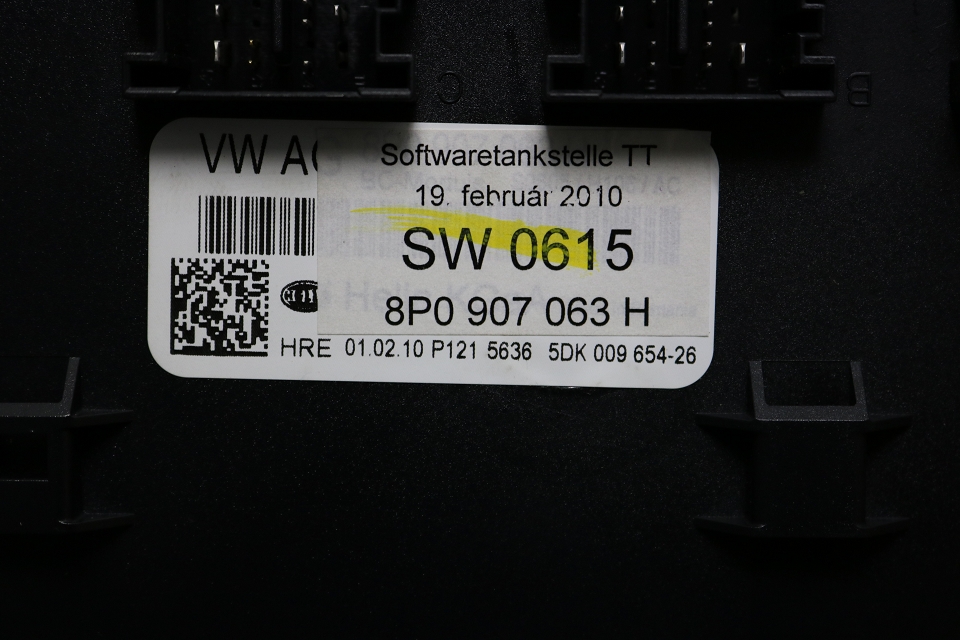 C
B
VW AG
Softwaretankstelle TT
19. február 2010
SW 0615
8P0 907 063 H
HRE 01.02.10 P121 5636 5DK 009 654-26